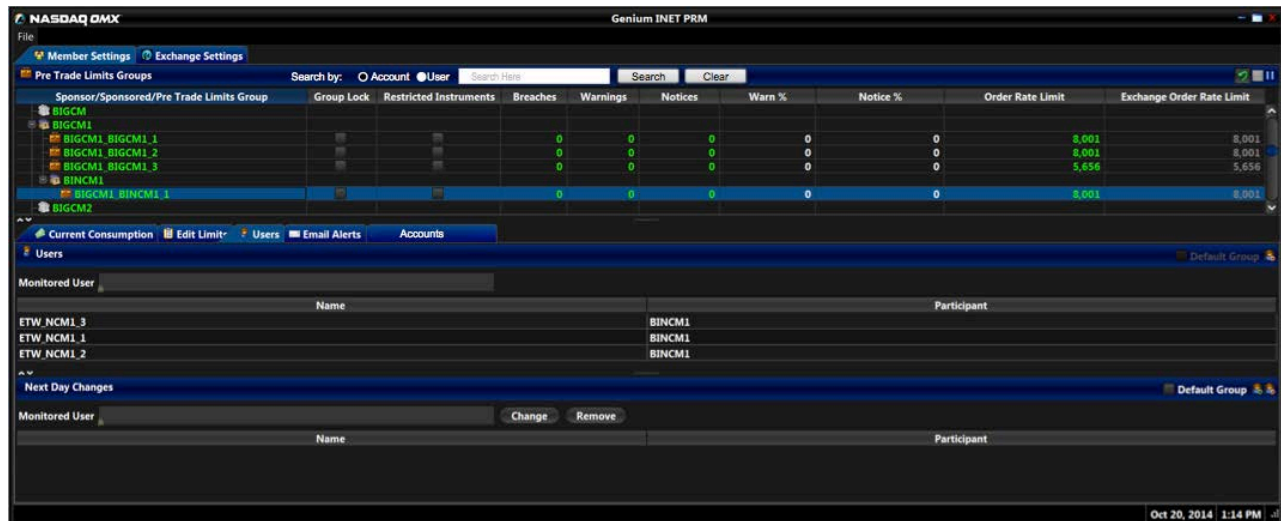 NASDAQ OMX Genium INET PRM
File
Member Settings Exchange Settings
Pre Trade Limits Groups Search by: Account User Search Here Search Clear
Sponsor/Sponsored/Pre Trade Limits Group Group Lock Restricted Instruments Breaches Warnings Notices Warn % Notice % Order Rate Limit Exchange Order Rate Limit
BIGCM
BIGCM1
BIGCM1_BIGCM1_1 0 0 0 0 0 8,001 8,001
BIGCM1_BIGCM1_2 0 0 0 0 0 8,001 8,001
BIGCM1_BIGCM1_3 0 0 0 0 0 5,656 5,656
BINCM1
BIGCM1_BINCM1_1 0 0 0 0 0 8,001 8,001
BIGCM2
Current Consumption Edit Limit Users Email Alerts Accounts
Users Default Group
Monitored User
Name Participant
ETW_NCM1_3 BINCM1
ETW_NCM1_1 BINCM1
ETW_NCM1_2 BINCM1
Next Day Changes Default Group
Monitored User Change Remove
Name Participant
Oct 20, 2014 1:14 PM